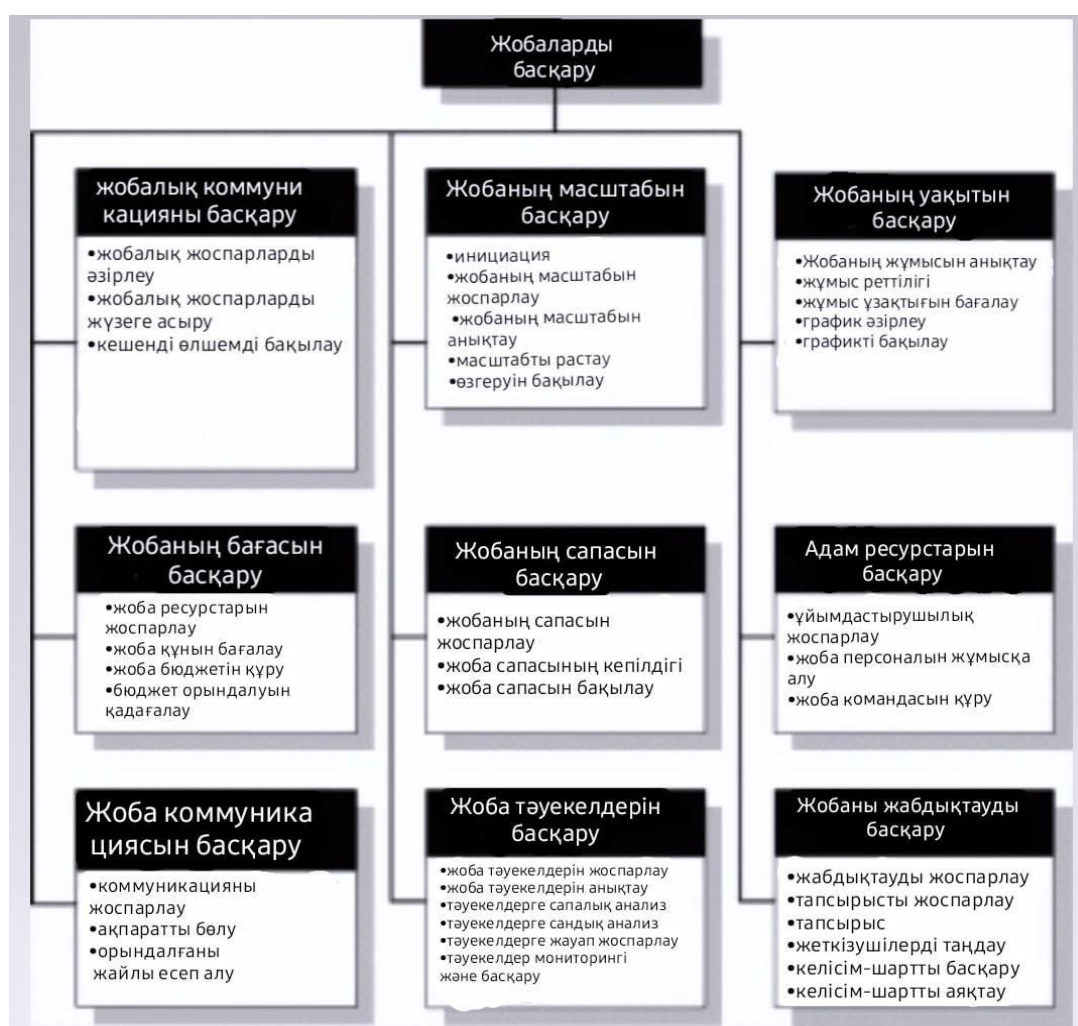 Жобаларды
басқару
жобалық коммуни
кацияны басқару
•жобалық жоспарларды
әзірлеу
•жобалық жоспарларды
жүзеге асыру
•кешенді өлшемді бақылау
Жобаның масштабын
басқару
•инициация
•жобаның масштабын
жоспарлау
•жобаның масштабын
анықтау
•масштабты растау
•өзгеруін бақылау
Жобаның уақытын
басқару
•Жобаның жұмысын анықтау
•жұмыс реттілігі
•жұмыс ұзақтығын бағалау
•график әзірлеу
•графикті бақылау
Жобаның бағасын
басқару
•жоба ресурстарын
жоспарлау
•жоба құнын бағалау
•жоба бюджетін құру
•бюджет орындалуын
қадағалау
Жобаның сапасын
басқару
•жобаның сапасын
жоспарлау
•жоба сапасының кепілдігі
•жоба сапасын бақылау
Адам ресурстарын
басқару
•ұйымдастырушылық
жоспарлау
•жоба персоналын жұмысқа
алу
•жоба командасын құру
Жоба коммуника
циясын басқару
•коммуникацияны
жоспарлау
•ақпаратты бөлу
•орындалғаны
жайлы есеп алу
Жоба тәуекелдерін
басқару
•жоба тәуекелдерін жоспарлау
•жоба тәуекелдерін анықтау
•тәуекелдерге сапалық анализ
•тәуекелдерге сандық анализ
•тәуекелдерге жауап жоспарлау
•тәуекелдер мониторингі
және басқару
Жобаны жабдықтауды
басқару
•жабдықтауды жоспарлау
•тапсырысты жоспарлау
•тапсырыс
•жеткізушілерді таңдау
•келісім-шартты басқару
•келісім-шартты аяқтау